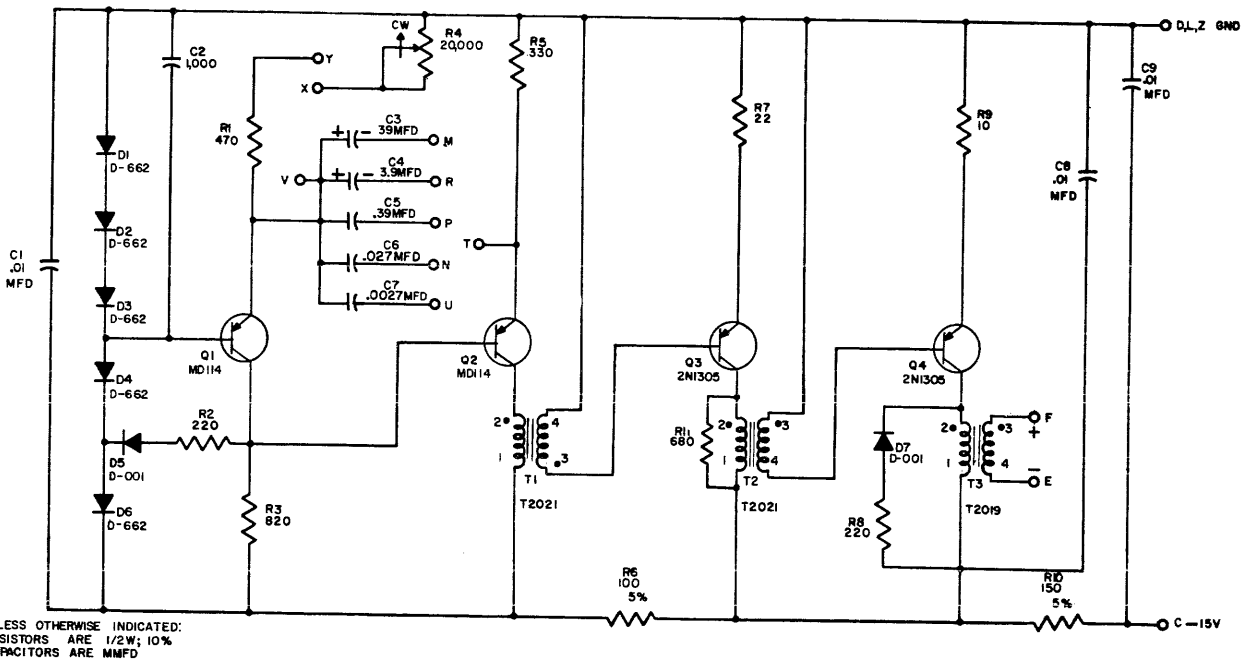 D,L,Z GND
C9
.01
MFD
C2
1,000
CW
R4
20,000
Y
X
R5
330
R1
470
C3
39MFD
M
V
C4
3.9MFD
R
C5
.39MFD
P
C6
.027MFD
N
C7
.0027MFD
U
T
R7
22
R9
10
C8
.01
MFD
D1
D-662
D2
D-662
D3
D-662
C1
.01
MFD
Q1
MD114
Q2
MD114
Q3
2N1305
Q4
2N1305
D4
D-662
R2
220
D5
D-001
D6
D-662
R3
820
2
4
1
3
T1
T2021
R11
680
2
3
1
4
T2
T2021
D7
D-001
R8
220
2
3
1
4
T3
T2019
F
+
−
E
R6
100
5%
R10
150
5%
C −15V
LESS OTHERWISE INDICATED:
SISTORS ARE 1/2W; 10%
PACITORS ARE MMFD